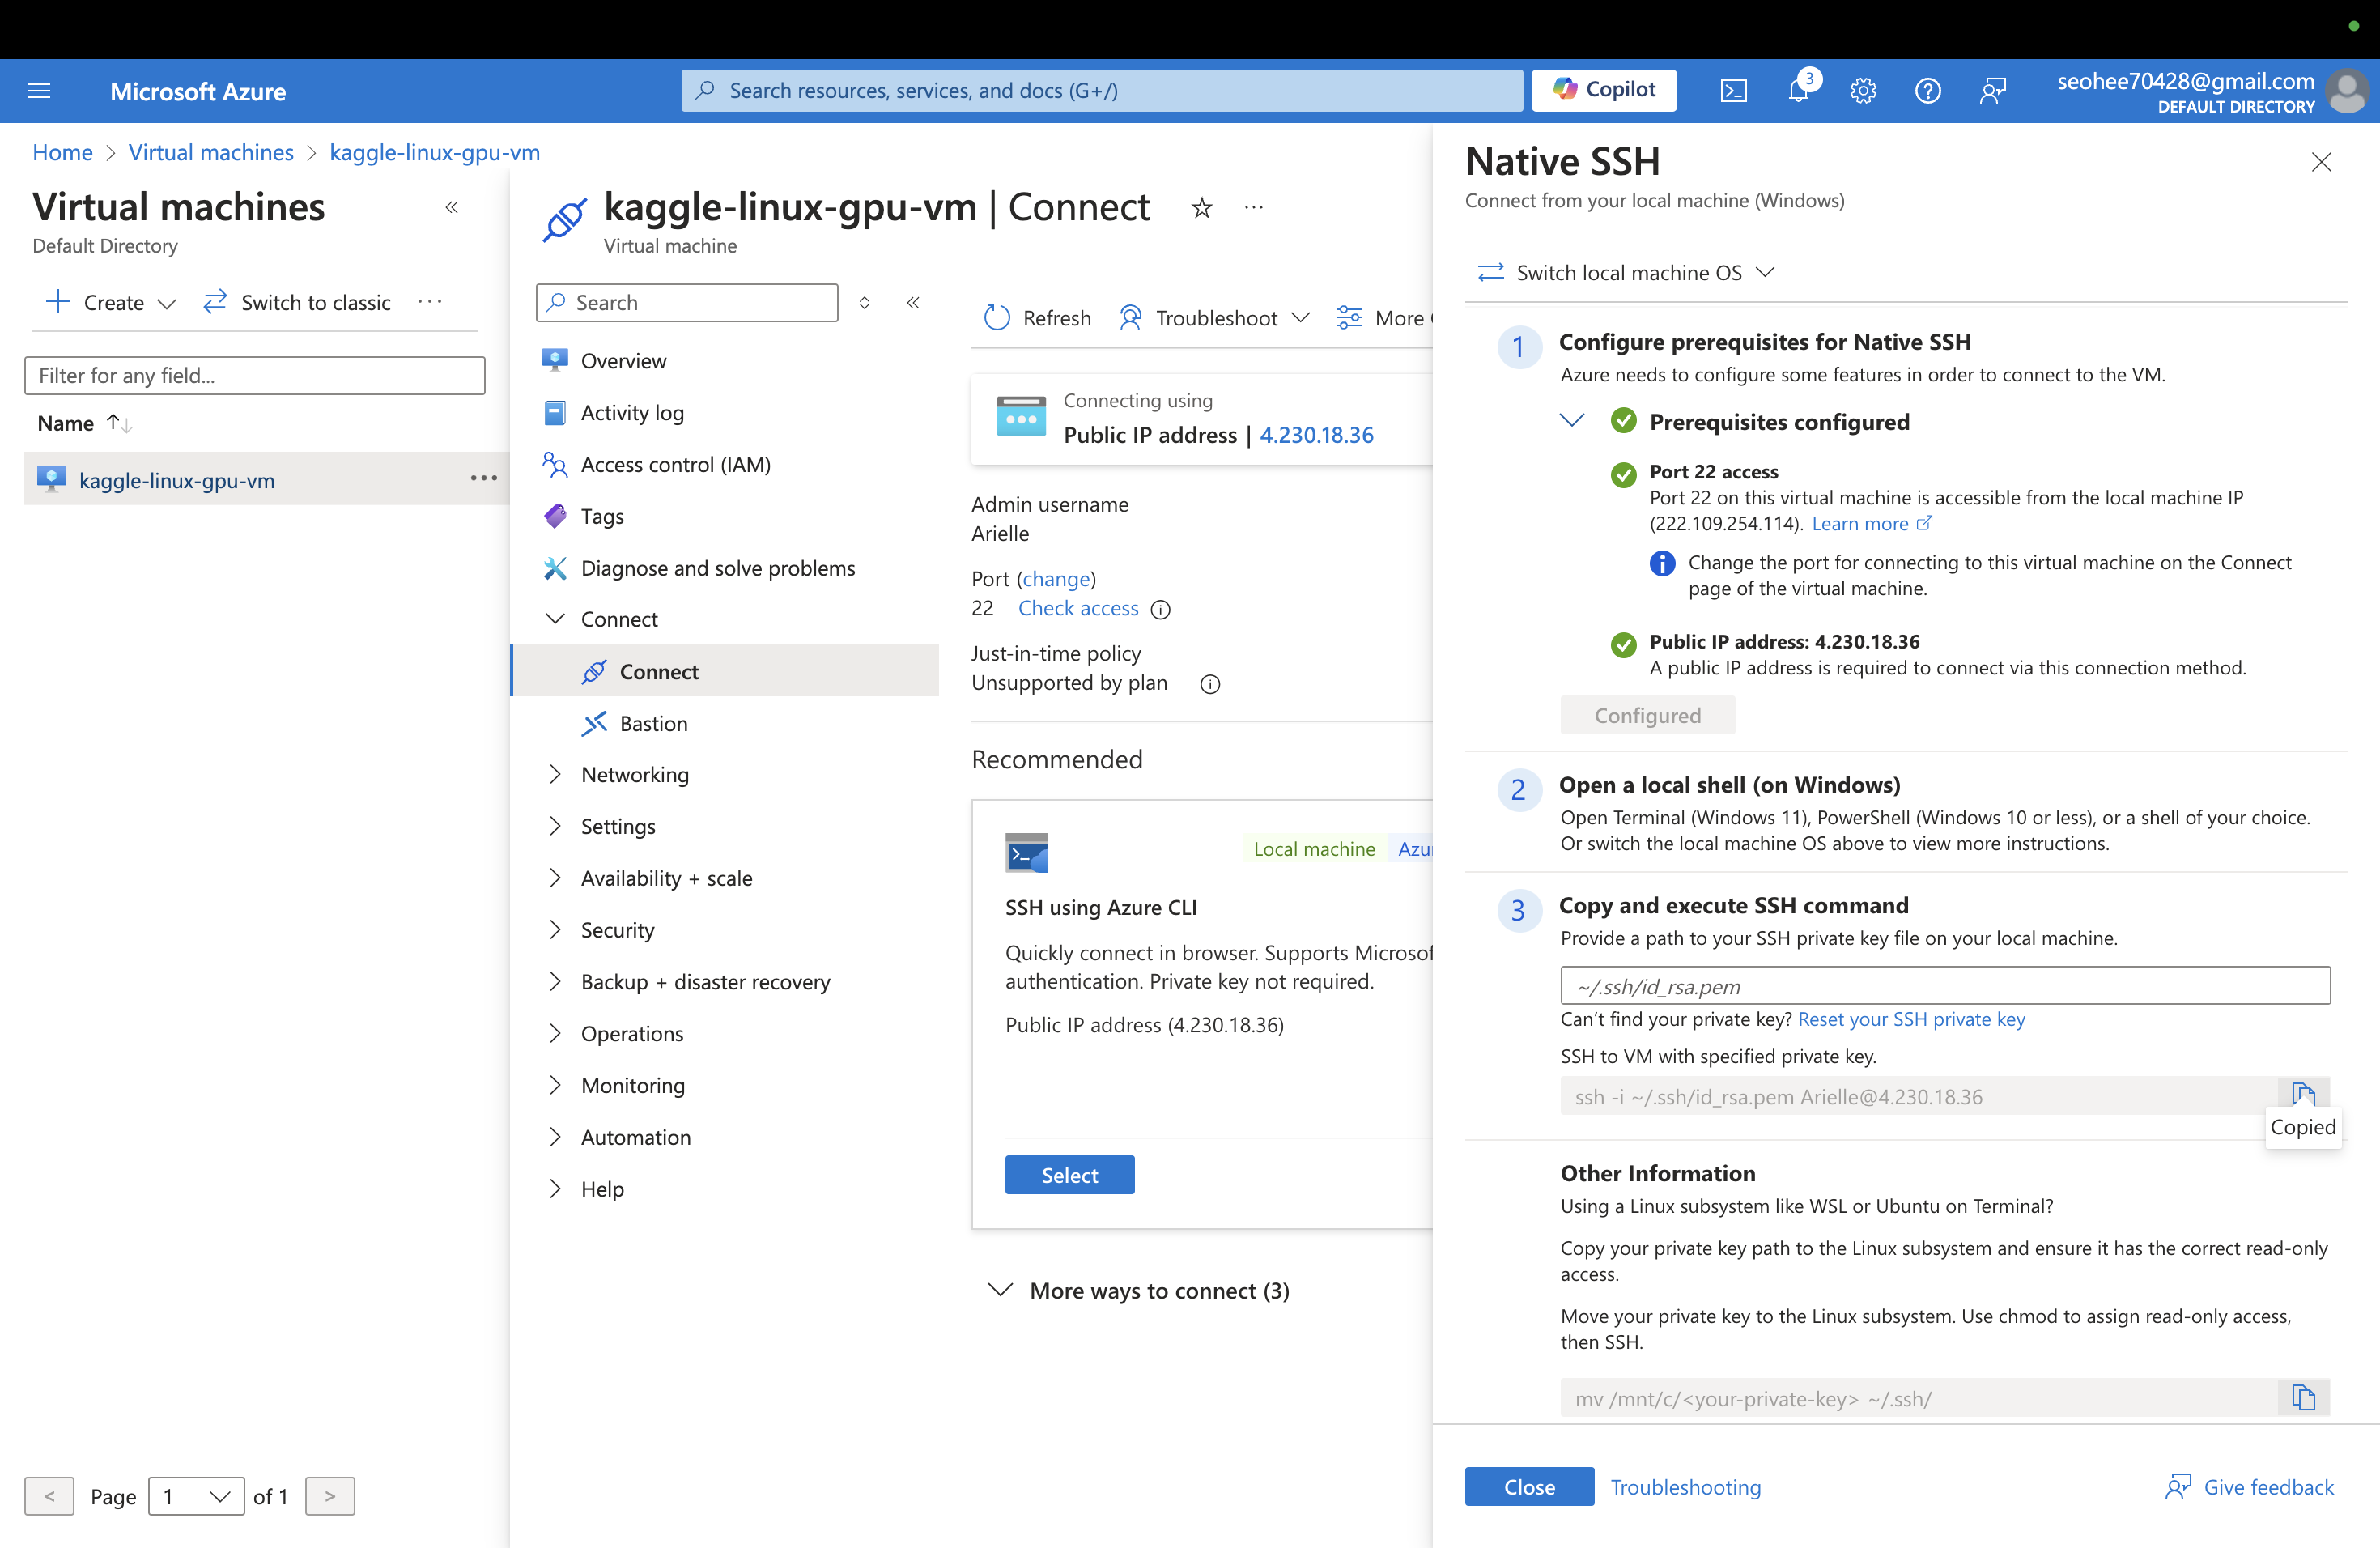 Microsoft Azure
Search resources, services, and docs (G+/)
Copilot
3
seohee70428@gmail.com
DEFAULT DIRECTORY
Home > Virtual machines > kaggle-linux-gpu-vm
Virtual machines
Default Directory
Create
Switch to classic
Filter for any field...
Name
kaggle-linux-gpu-vm
< Page 1 of 1 >
kaggle-linux-gpu-vm | Connect
Virtual machine
Search
Overview
Activity log
Access control (IAM)
Tags
Diagnose and solve problems
Connect
Connect
Bastion
Networking
Settings
Availability + scale
Security
Backup + disaster recovery
Operations
Monitoring
Automation
Help
Refresh
Troubleshoot
More
Connecting using
Public IP address | 4.230.18.36
Admin username
Arielle
Port (change)
22 Check access
Just-in-time policy
Unsupported by plan
Recommended
Local machine
Azu
SSH using Azure CLI
Quickly connect in browser. Supports Microsof
authentication. Private key not required.
Public IP address (4.230.18.36)
Select
More ways to connect (3)
Native SSH
Connect from your local machine (Windows)
Switch local machine OS
1 Configure prerequisites for Native SSH
Azure needs to configure some features in order to connect to the VM.
Prerequisites configured
Port 22 access
Port 22 on this virtual machine is accessible from the local machine IP
(222.109.254.114). Learn more
Change the port for connecting to this virtual machine on the Connect
page of the virtual machine.
Public IP address: 4.230.18.36
A public IP address is required to connect via this connection method.
Configured
2 Open a local shell (on Windows)
Open Terminal (Windows 11), PowerShell (Windows 10 or less), or a shell of your choice.
Or switch the local machine OS above to view more instructions.
3 Copy and execute SSH command
Provide a path to your SSH private key file on your local machine.
~/.ssh/id_rsa.pem
Can't find your private key? Reset your SSH private key
SSH to VM with specified private key.
ssh -i ~/.ssh/id_rsa.pem Arielle@4.230.18.36
Copied
Other Information
Using a Linux subsystem like WSL or Ubuntu on Terminal?
Copy your private key path to the Linux subsystem and ensure it has the correct read-only
access.
Move your private key to the Linux subsystem. Use chmod to assign read-only access,
then SSH.
mv /mnt/c/<your-private-key> ~/.ssh/
Close
Troubleshooting
Give feedback